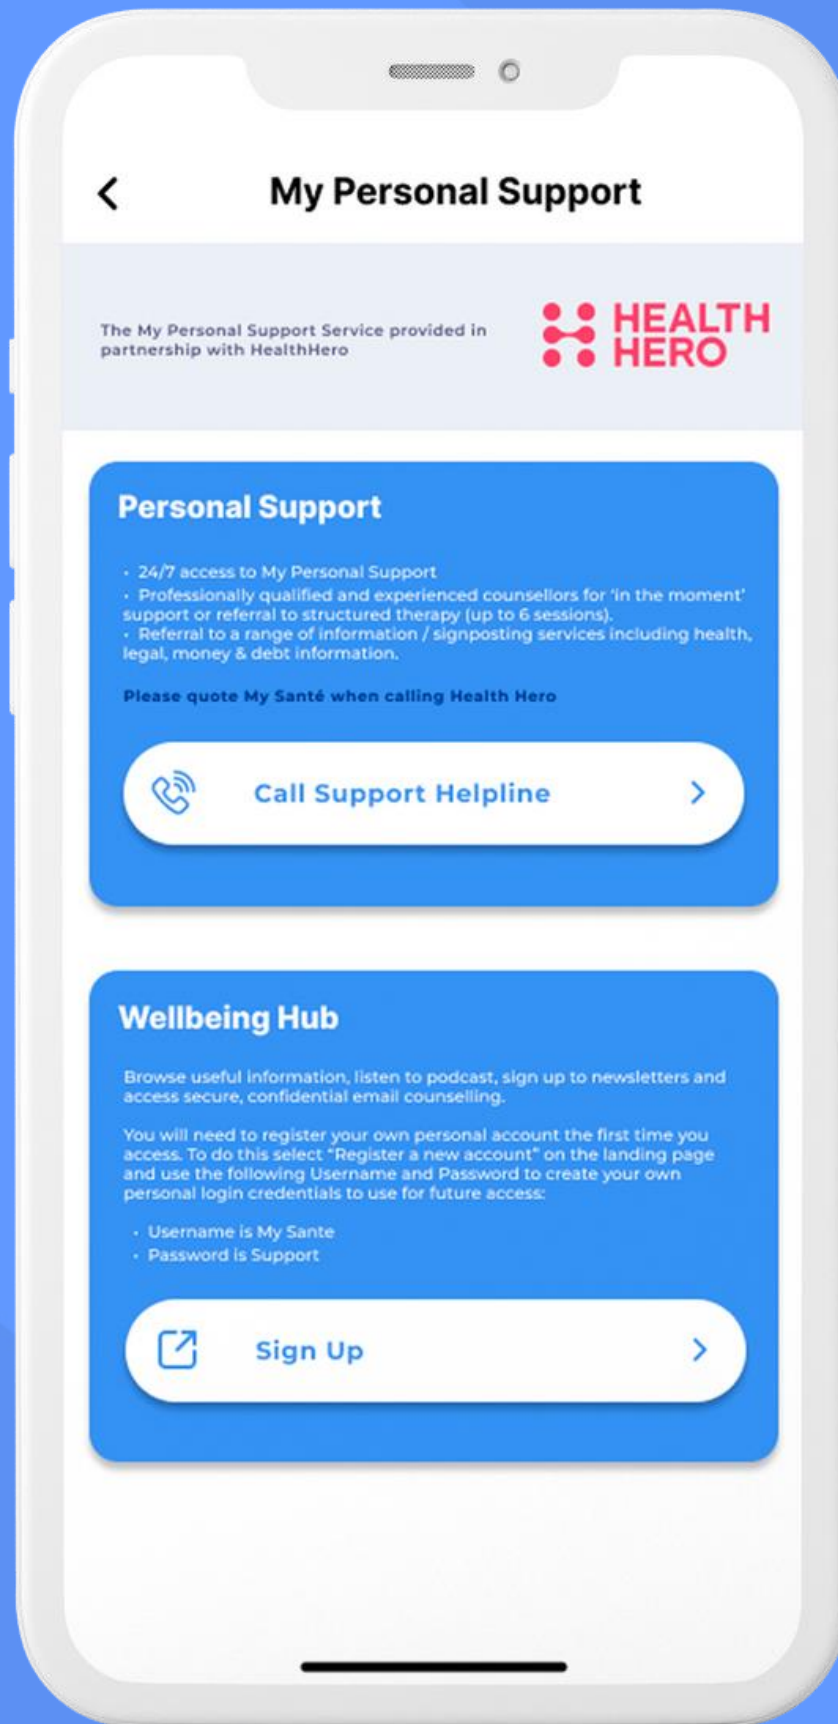 My Personal Support
The My Personal Support Service provided in
partnership with HealthHero
HEALTH
HERO
Personal Support
• 24/7 access to My Personal Support
• Professionally qualified and experienced counsellors for 'in the moment'
support or referral to structured therapy (up to 6 sessions).
• Referral to a range of information / signposting services including health,
legal, money & debt information.
Please quote My Santé when calling Health Hero
Call Support Helpline
Wellbeing Hub
Browse useful information, listen to podcast, sign up to newsletters and
access secure, confidential email counselling.
You will need to register your own personal account the first time you
access. To do this select "Register a new account" on the landing page
and use the following Username and Password to create your own
personal login credentials to use for future access:
• Username is My Sante
• Password is Support
Sign Up